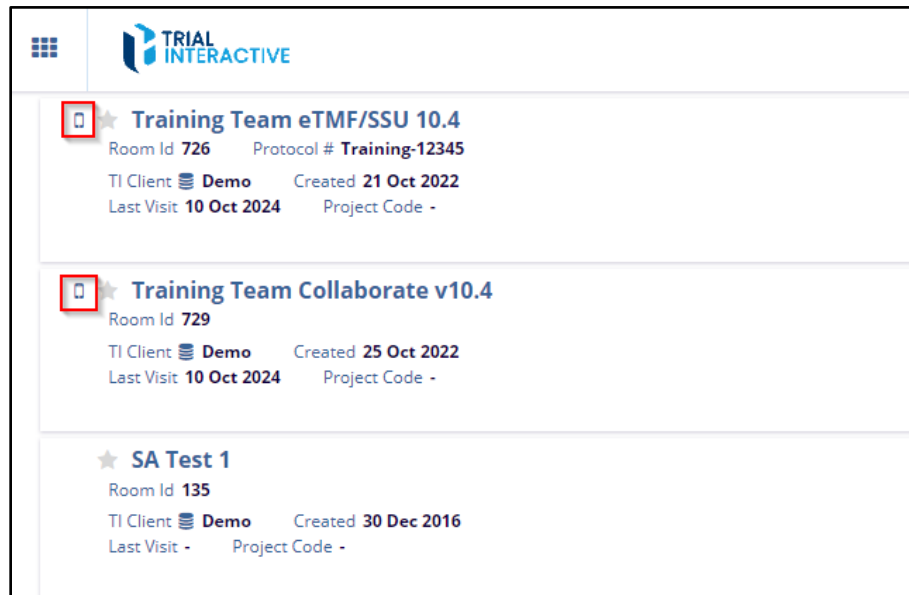 TRIAL
INTERACTIVE
Training Team eTMF/SSU 10.4
Room Id 726 Protocol # Training-12345
TI Client Demo Created 21 Oct 2022
Last Visit 10 Oct 2024 Project Code -
Training Team Collaborate v10.4
Room Id 729
TI Client Demo Created 25 Oct 2022
Last Visit 10 Oct 2024 Project Code -
SA Test 1
Room Id 135
TI Client Demo Created 30 Dec 2016
Last Visit - Project Code -